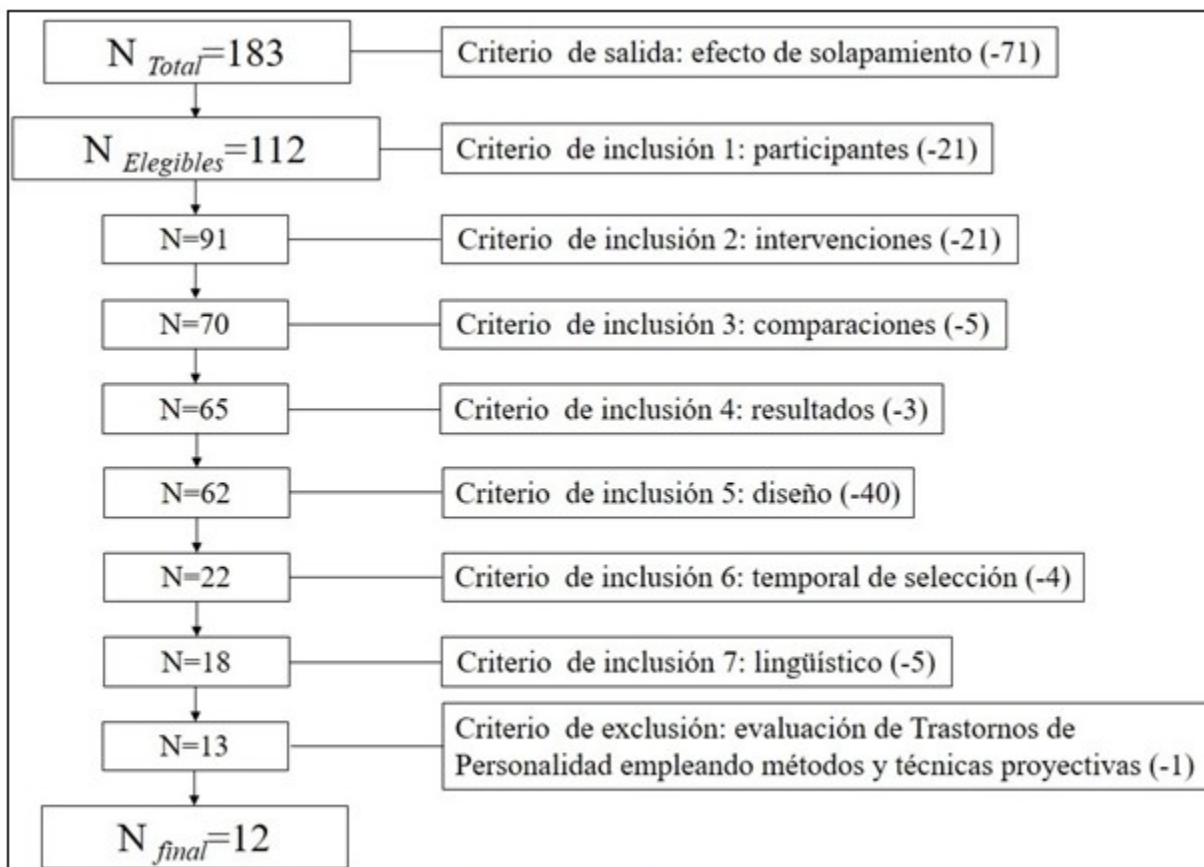 N Total=183
Criterio de salida: efecto de solapamiento (-71)
N Elegibles=112
Criterio de inclusión 1: participantes (-21)
N=91
Criterio de inclusión 2: intervenciones (-21)
N=70
Criterio de inclusión 3: comparaciones (-5)
N=65
Criterio de inclusión 4: resultados (-3)
N=62
Criterio de inclusión 5: diseño (-40)
N=22
Criterio de inclusión 6: temporal de selección (-4)
N=18
Criterio de inclusión 7: lingüístico (-5)
N=13
Criterio de exclusión: evaluación de Trastornos de
Personalidad empleando métodos y técnicas proyectivas (-1)
N final=12